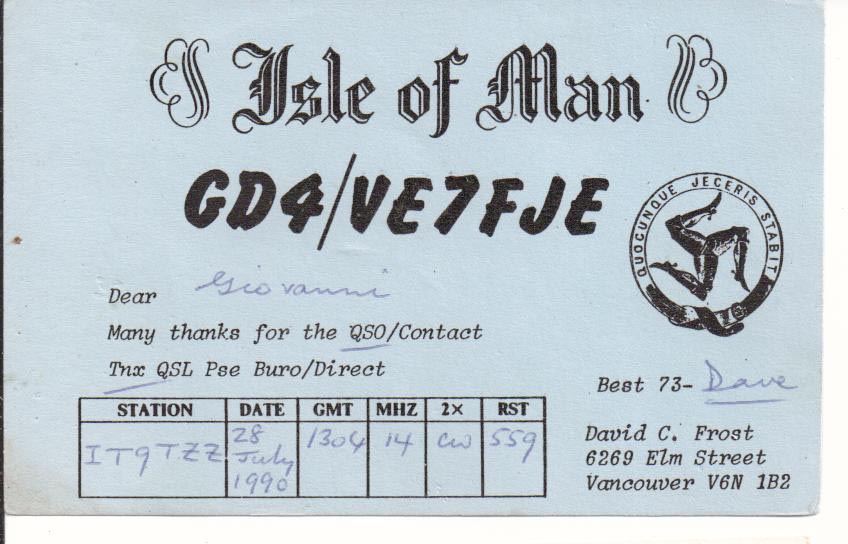 Isle of Man
GD4/VE7FJE
QUOCUNQUE JECERIS STABIT
76
Dear Giovanni
Many thanks for the QSO/Contact
Tnx QSL Pse Buro/Direct
Best 73- Dave
STATION DATE GMT MHZ 2× RST
IT9TZZ 28 July 1990 1304 14 cw 559
David C. Frost
6269 Elm Street
Vancouver V6N 1B2